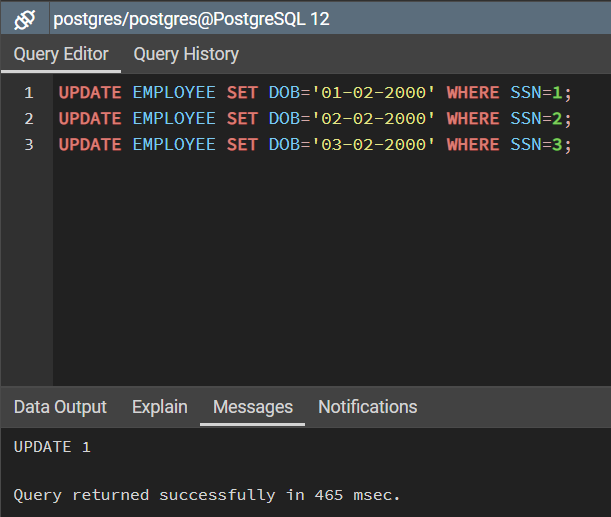 postgres/postgres@PostgreSQL 12
Query Editor Query History
1 UPDATE EMPLOYEE SET DOB='01-02-2000' WHERE SSN=1;
2 UPDATE EMPLOYEE SET DOB='02-02-2000' WHERE SSN=2;
3 UPDATE EMPLOYEE SET DOB='03-02-2000' WHERE SSN=3;
Data Output Explain Messages Notifications
UPDATE 1
Query returned successfully in 465 msec.